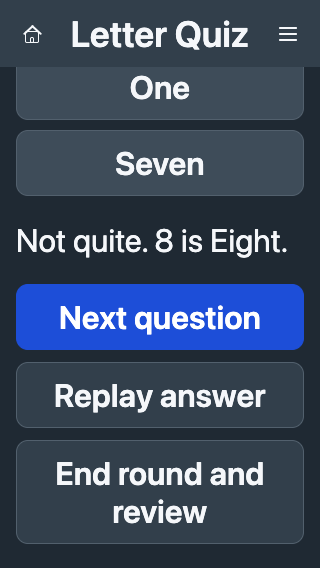 Letter Quiz
One
Seven
Not quite. 8 is Eight.
Next question
Replay answer
End round and
review